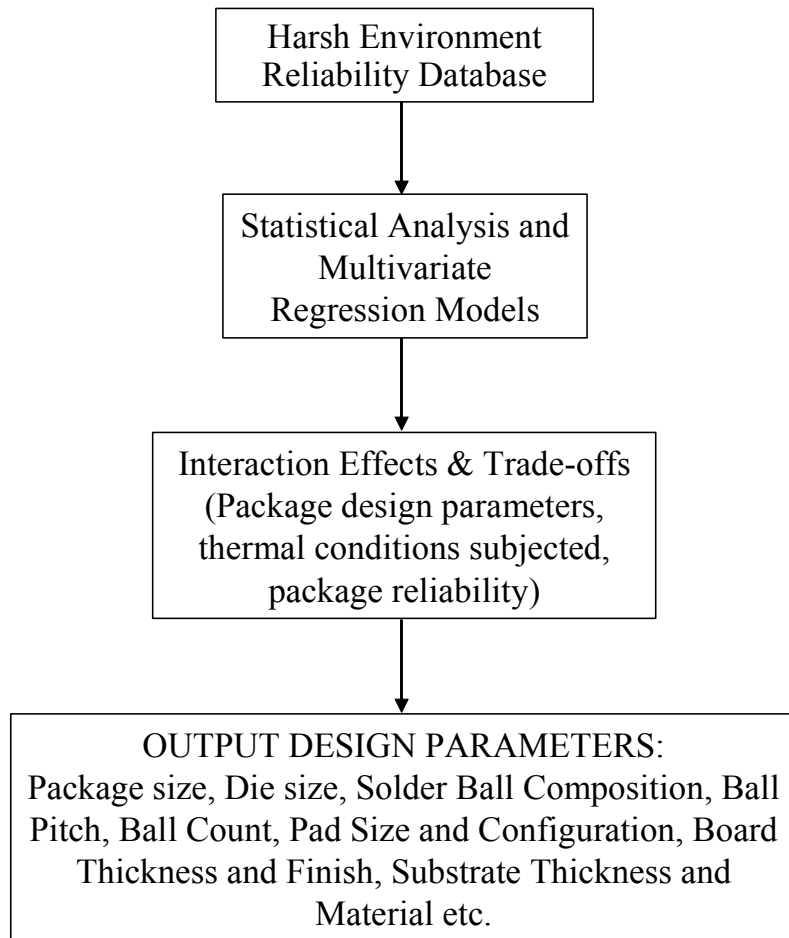 Harsh Environment
Reliability Database
Statistical Analysis and
Multivariate
Regression Models
Interaction Effects & Trade-offs
(Package design parameters,
thermal conditions subjected,
package reliability)
OUTPUT DESIGN PARAMETERS:
Package size, Die size, Solder Ball Composition, Ball
Pitch, Ball Count, Pad Size and Configuration, Board
Thickness and Finish, Substrate Thickness and
Material etc.